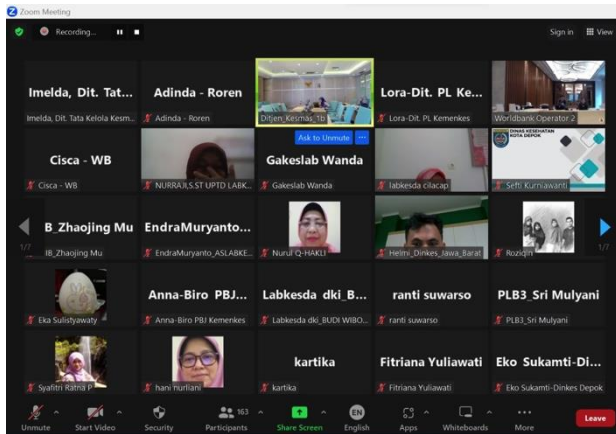 Zoom Meeting
Recording...
Sign in
View
Imelda, Dit. Tat...
Imelda, Dit. Tata Kelola Kesm...
Adinda - Roren
Adinda - Roren
Ditjen_Kesmas_1b
Lora-Dit. PL Ke...
Lora-Dit. PL Kemenkes
Worldbank Operator 2
Cisca - WB
Cisca - WB
NURRAJI,S.ST UPTD LABK...
Ask to Unmute ...
Gakeslab Wanda
Gakeslab Wanda
labkesda cilacap
DINAS KESEHATAN
KOTA DEPOK
Sefti Kurniawanti
B_Zhaojing Mu
IB_Zhaojing Mu
EndraMuryanto...
EndraMuryanto_ASLABKE...
Nurul Q-HAKLI
Helmi_Dinkes_Jawa_Barat
Roziqin
1/7
1/7
Eka Sulistyawaty
Anna-Biro PBJ...
Anna-Biro PBJ Kemenkes
Labkesda dki_B...
Labkesda dki_BUDI WIBO...
ranti suwarso
ranti suwarso
PLB3_Sri Mulyani
PLB3_Sri Mulyani
Syafitri Ratna P
hani nurliani
kartika
kartika
Fitriana Yuliawati
Fitriana Yuliawati
Eko Sukamti-Di...
Eko Sukamti-Dinkes Depok
Unmute
Start Video
Security
163
Participants
Share Screen
EN
English
Apps
Whiteboards
More
Leave